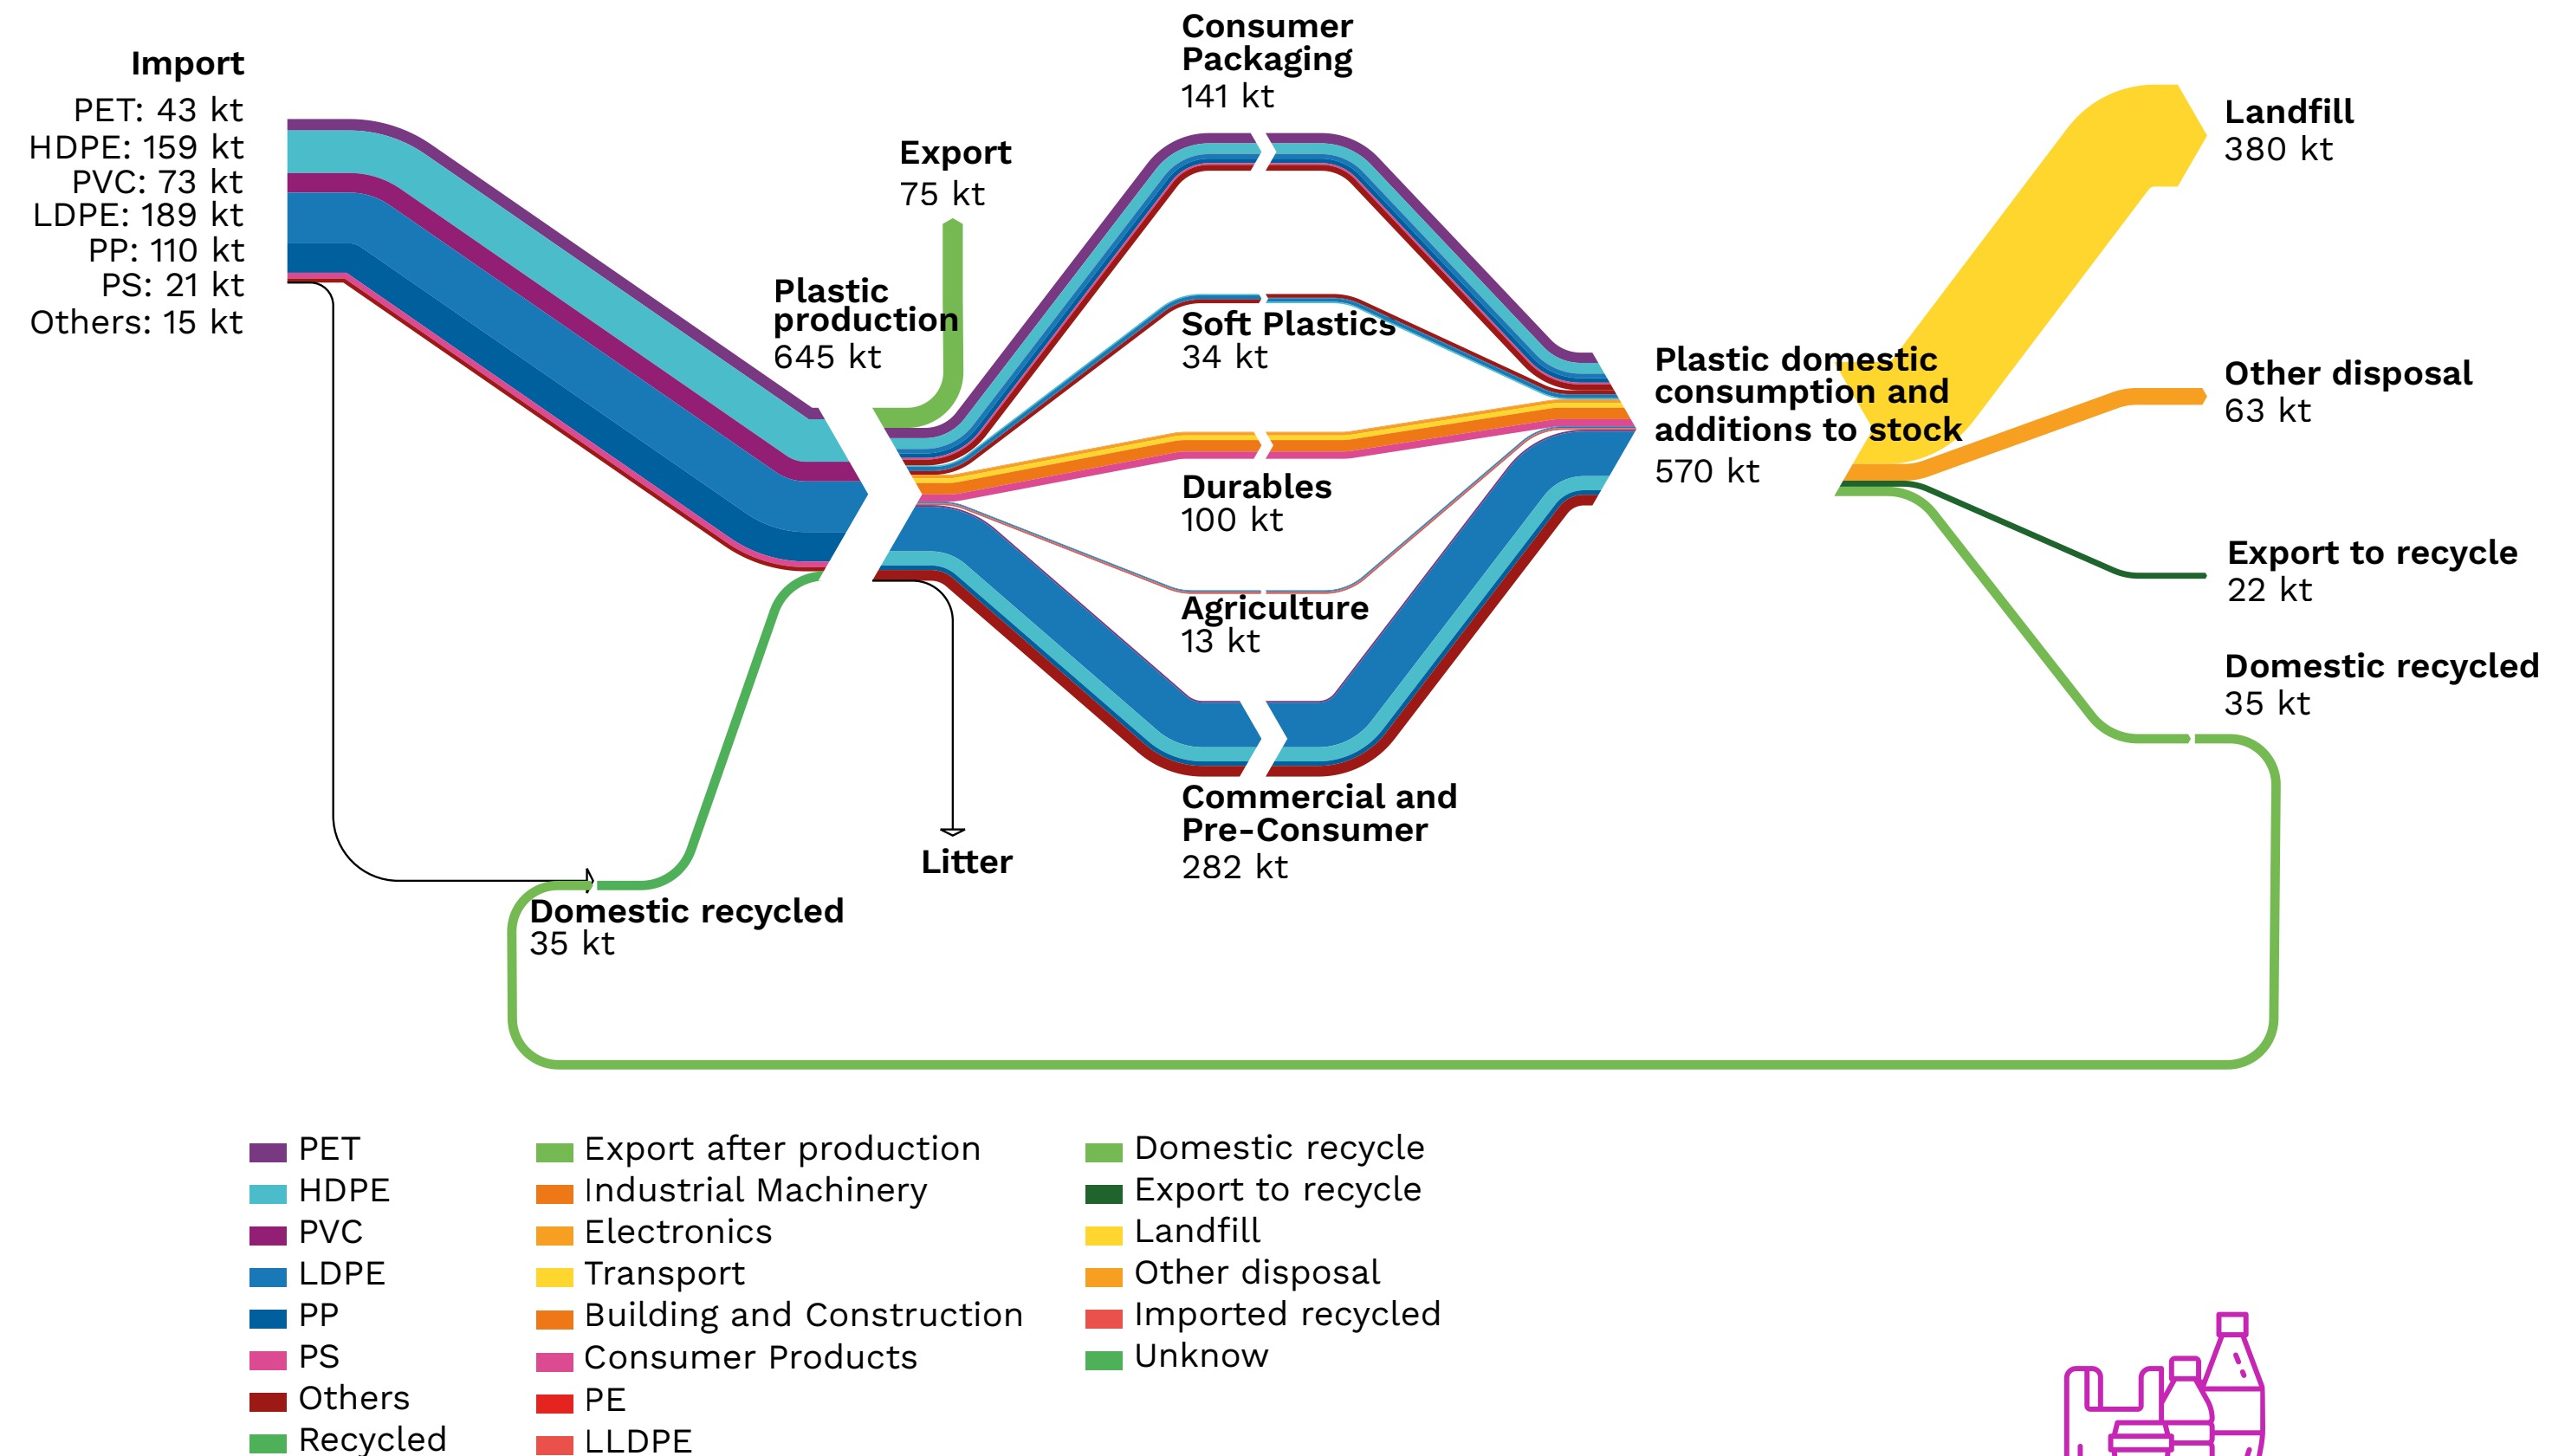 Import
PET: 43 kt
HDPE: 159 kt
PVC: 73 kt
LDPE: 189 kt
PP: 110 kt
PS: 21 kt
Others: 15 kt
Plastic
production
645 kt
Export
75 kt
Consumer
Packaging
141 kt
Soft Plastics
34 kt
Durables
100 kt
Agriculture
13 kt
Commercial and
Pre-Consumer
282 kt
Litter
Domestic recycled
35 kt
Plastic domestic
consumption and
additions to stock
570 kt
Landfill
380 kt
Other disposal
63 kt
Export to recycle
22 kt
Domestic recycled
35 kt
PET
HDPE
PVC
LDPE
PP
PS
Others
Recycled
Export after production
Industrial Machinery
Electronics
Transport
Building and Construction
Consumer Products
PE
LLDPE
Domestic recycle
Export to recycle
Landfill
Other disposal
Imported recycled
Unknow